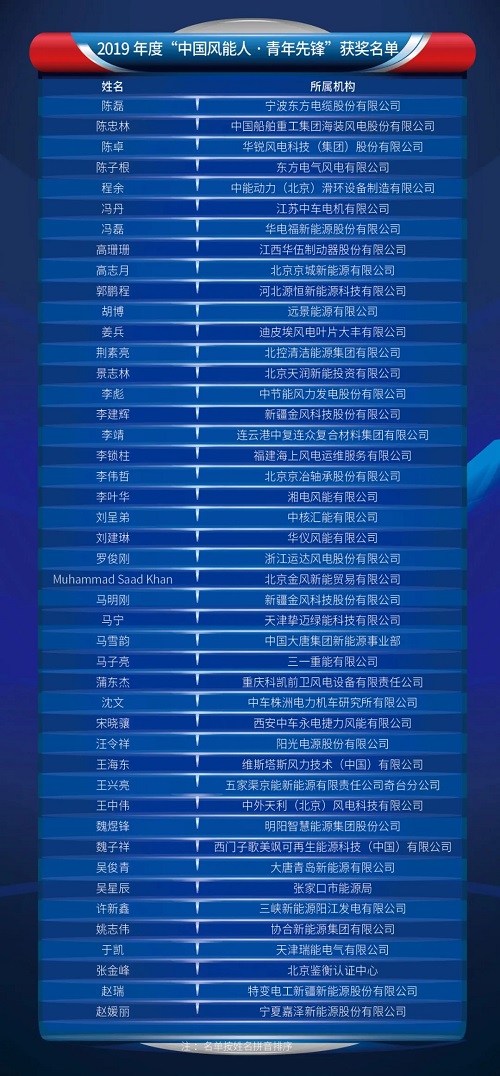 2019 年度“中国风能人·青年先锋”获奖名单
姓名 所属机构
陈磊 宁波东方电缆股份有限公司
陈忠林 中国船舶重工集团海装风电股份有限公司
陈卓 华锐风电科技（集团）股份有限公司
陈子根 东方电气风电有限公司
程余 中能动力（北京）滑环设备制造有限公司
冯丹 江苏中车电机有限公司
冯磊 华电福新能源股份有限公司
高珊珊 江西华伍制动器股份有限公司
高志月 北京京城新能源有限公司
郭鹏程 河北源恒新能源科技有限公司
胡博 远景能源有限公司
姜兵 迪皮埃风电叶片大丰有限公司
荆素亮 北控清洁能源集团有限公司
景志林 北京天润新能投资有限公司
李彪 中节能风力发电股份有限公司
李建辉 新疆金风科技股份有限公司
李靖 连云港中复连众复合材料集团有限公司
李锁柱 福建海上风电运维服务有限公司
李伟哲 北京京冶轴承股份有限公司
李叶华 湘电风能有限公司
刘呈弟 中核汇能有限公司
刘建琳 华仪风能有限公司
罗俊刚 浙江运达风电股份有限公司
Muhammad Saad Khan 北京金风新能贸易有限公司
马明刚 新疆金风科技股份有限公司
马宁 天津挚迈绿能科技有限公司
马雪韵 中国大唐集团新能源事业部
马子亮 三一重能有限公司
蒲东杰 重庆科凯前卫风电设备有限责任公司
沈文 中车株洲电力机车研究所有限公司
宋晓骧 西安中车永电捷力风能有限公司
汪令祥 阳光电源股份有限公司
王海东 维斯塔斯风力技术（中国）有限公司
王兴亮 五家渠京能新能源有限责任公司奇台分公司
王中伟 中外天利（北京）风电科技有限公司
魏煜锋 明阳智慧能源集团股份公司
魏子祥 西门子歌美飒可再生能源科技（中国）有限公司
吴俊青 大唐青岛新能源有限公司
吴星辰 张家口市能源局
许新鑫 三峡新能源阳江发电有限公司
姚志伟 协合新能源集团有限公司
于凯 天津瑞能电气有限公司
张金峰 北京鉴衡认证中心
赵瑞 特变电工新疆新能源股份有限公司
赵媛丽 宁夏嘉泽新能源股份有限公司
注：名单按姓名拼音排序